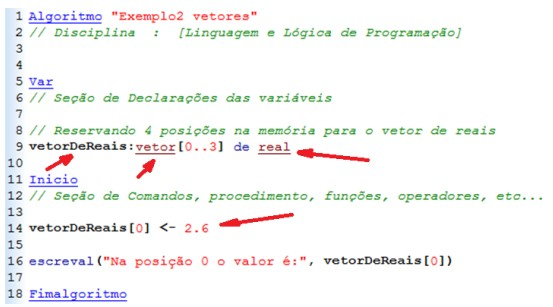 1 Algoritmo "Exemplo2 vetores"
2 // Disciplina : [Linguagem e Lógica de Programação]
3
4
5 Var
6 // Seção de Declarações das variáveis
7
8 // Reservando 4 posições na memória para o vetor de reais
9 vetorDeReais:vetor[0..3] de real
10
11 Inicio
12 // Seção de Comandos, procedimento, funções, operadores, etc...
13
14 vetorDeReais[0] <- 2.6
15
16 escreval("Na posição 0 o valor é:", vetorDeReais[0])
17
18 Fimalgoritmo